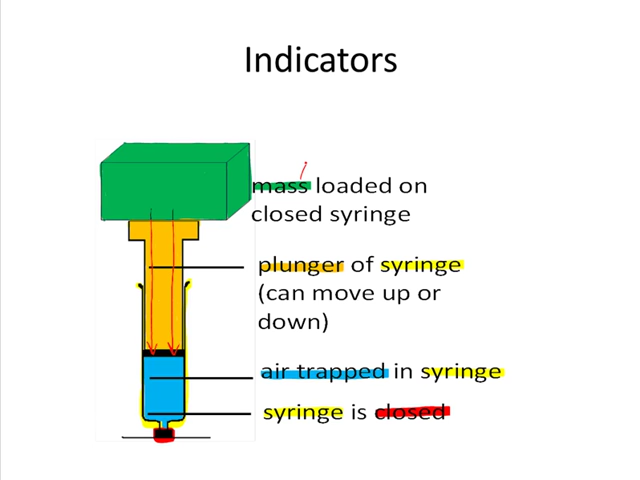 Indicators
mass loaded on
closed syringe
plunger of syringe
(can move up or
down)
air trapped in syringe
syringe is closed